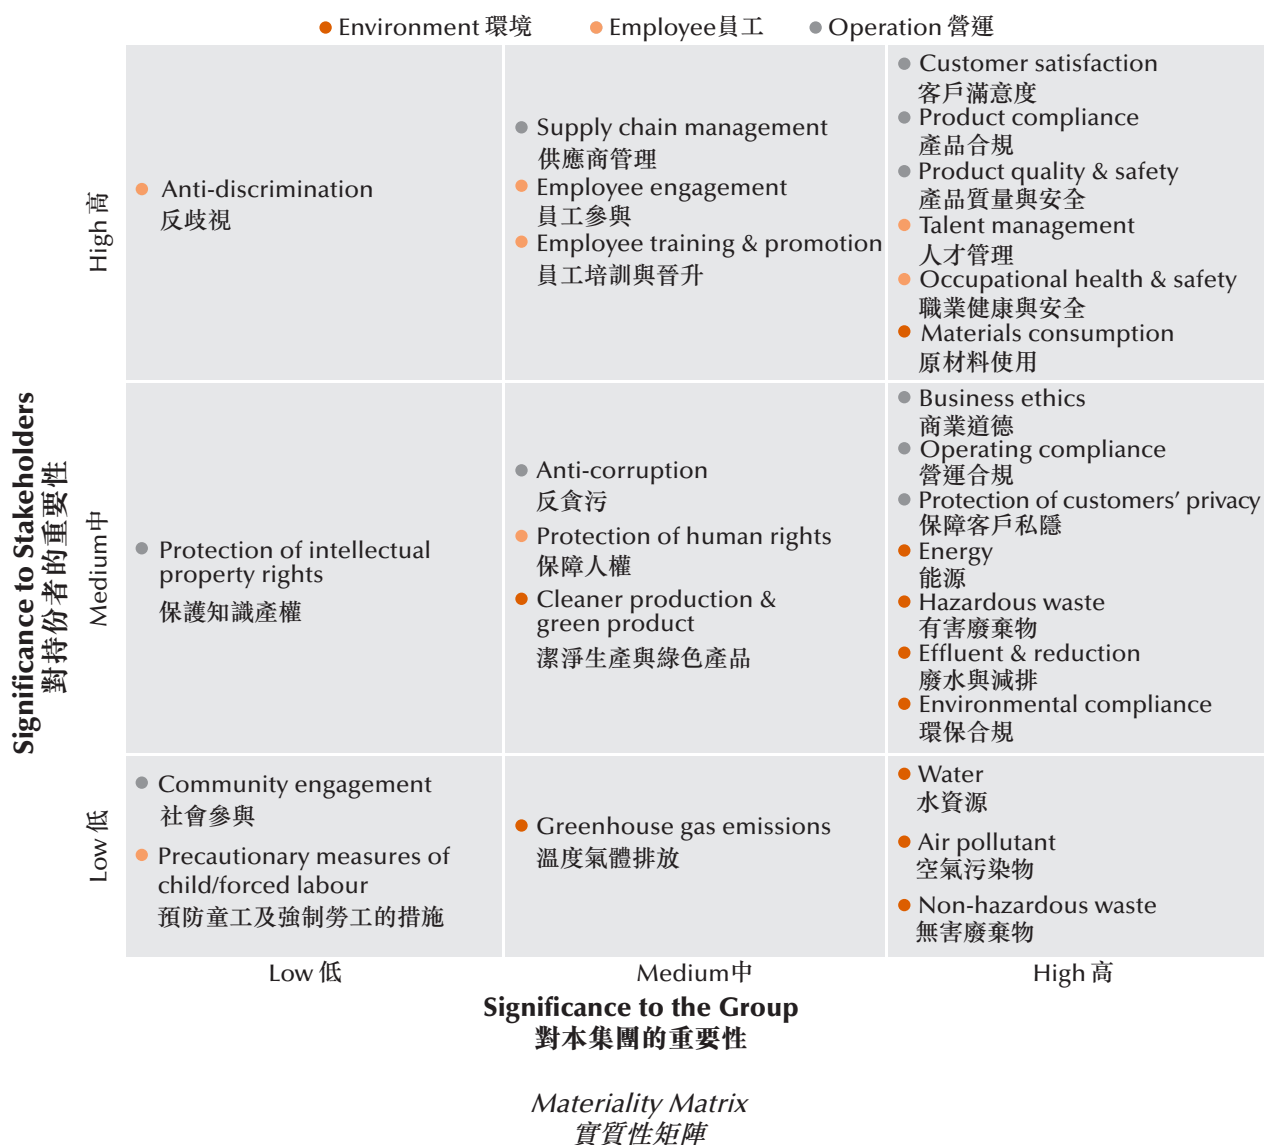 Environment 環境
Employee員工
Operation 營運
High 高
Anti-discrimination
反歧視
Supply chain management
供應商管理
Employee engagement
員工參與
Employee training & promotion
員工培訓與晉升
Customer satisfaction
客戶滿意度
Product compliance
產品合規
Product quality & safety
產品質量與安全
Talent management
人才管理
Occupational health & safety
職業健康與安全
Materials consumption
原材料使用
Significance to Stakeholders
對持份者的重要性
Medium中
Protection of intellectual
property rights
保護知識產權
Anti-corruption
反貪污
Protection of human rights
保障人權
Cleaner production &
green product
潔淨生產與綠色產品
Business ethics
商業道德
Operating compliance
營運合規
Protection of customers’ privacy
保障客戶私隱
Energy
能源
Hazardous waste
有害廢棄物
Effluent & reduction
廢水與減排
Environmental compliance
環保合規
Low 低
Community engagement
社會參與
Precautionary measures of
child/forced labour
預防童工及強制勞工的措施
Greenhouse gas emissions
溫度氣體排放
Water
水資源
Air pollutant
空氣污染物
Non-hazardous waste
無害廢棄物
Low 低
Medium中
High 高
Significance to the Group
對本集團的重要性
Materiality Matrix
實質性矩陣